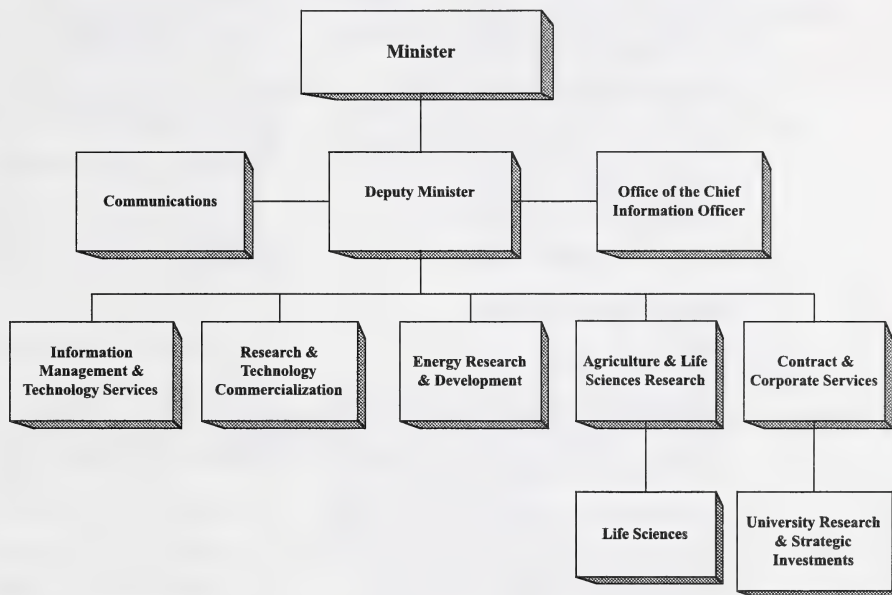 Minister
Communications
Deputy Minister
Office of the Chief
Information Officer
Information
Management &
Technology Services
Research &
Technology
Commercialization
Energy Research
& Development
Agriculture & Life
Sciences Research
Contract &
Corporate Services
Life Sciences
University Research
& Strategic
Investments